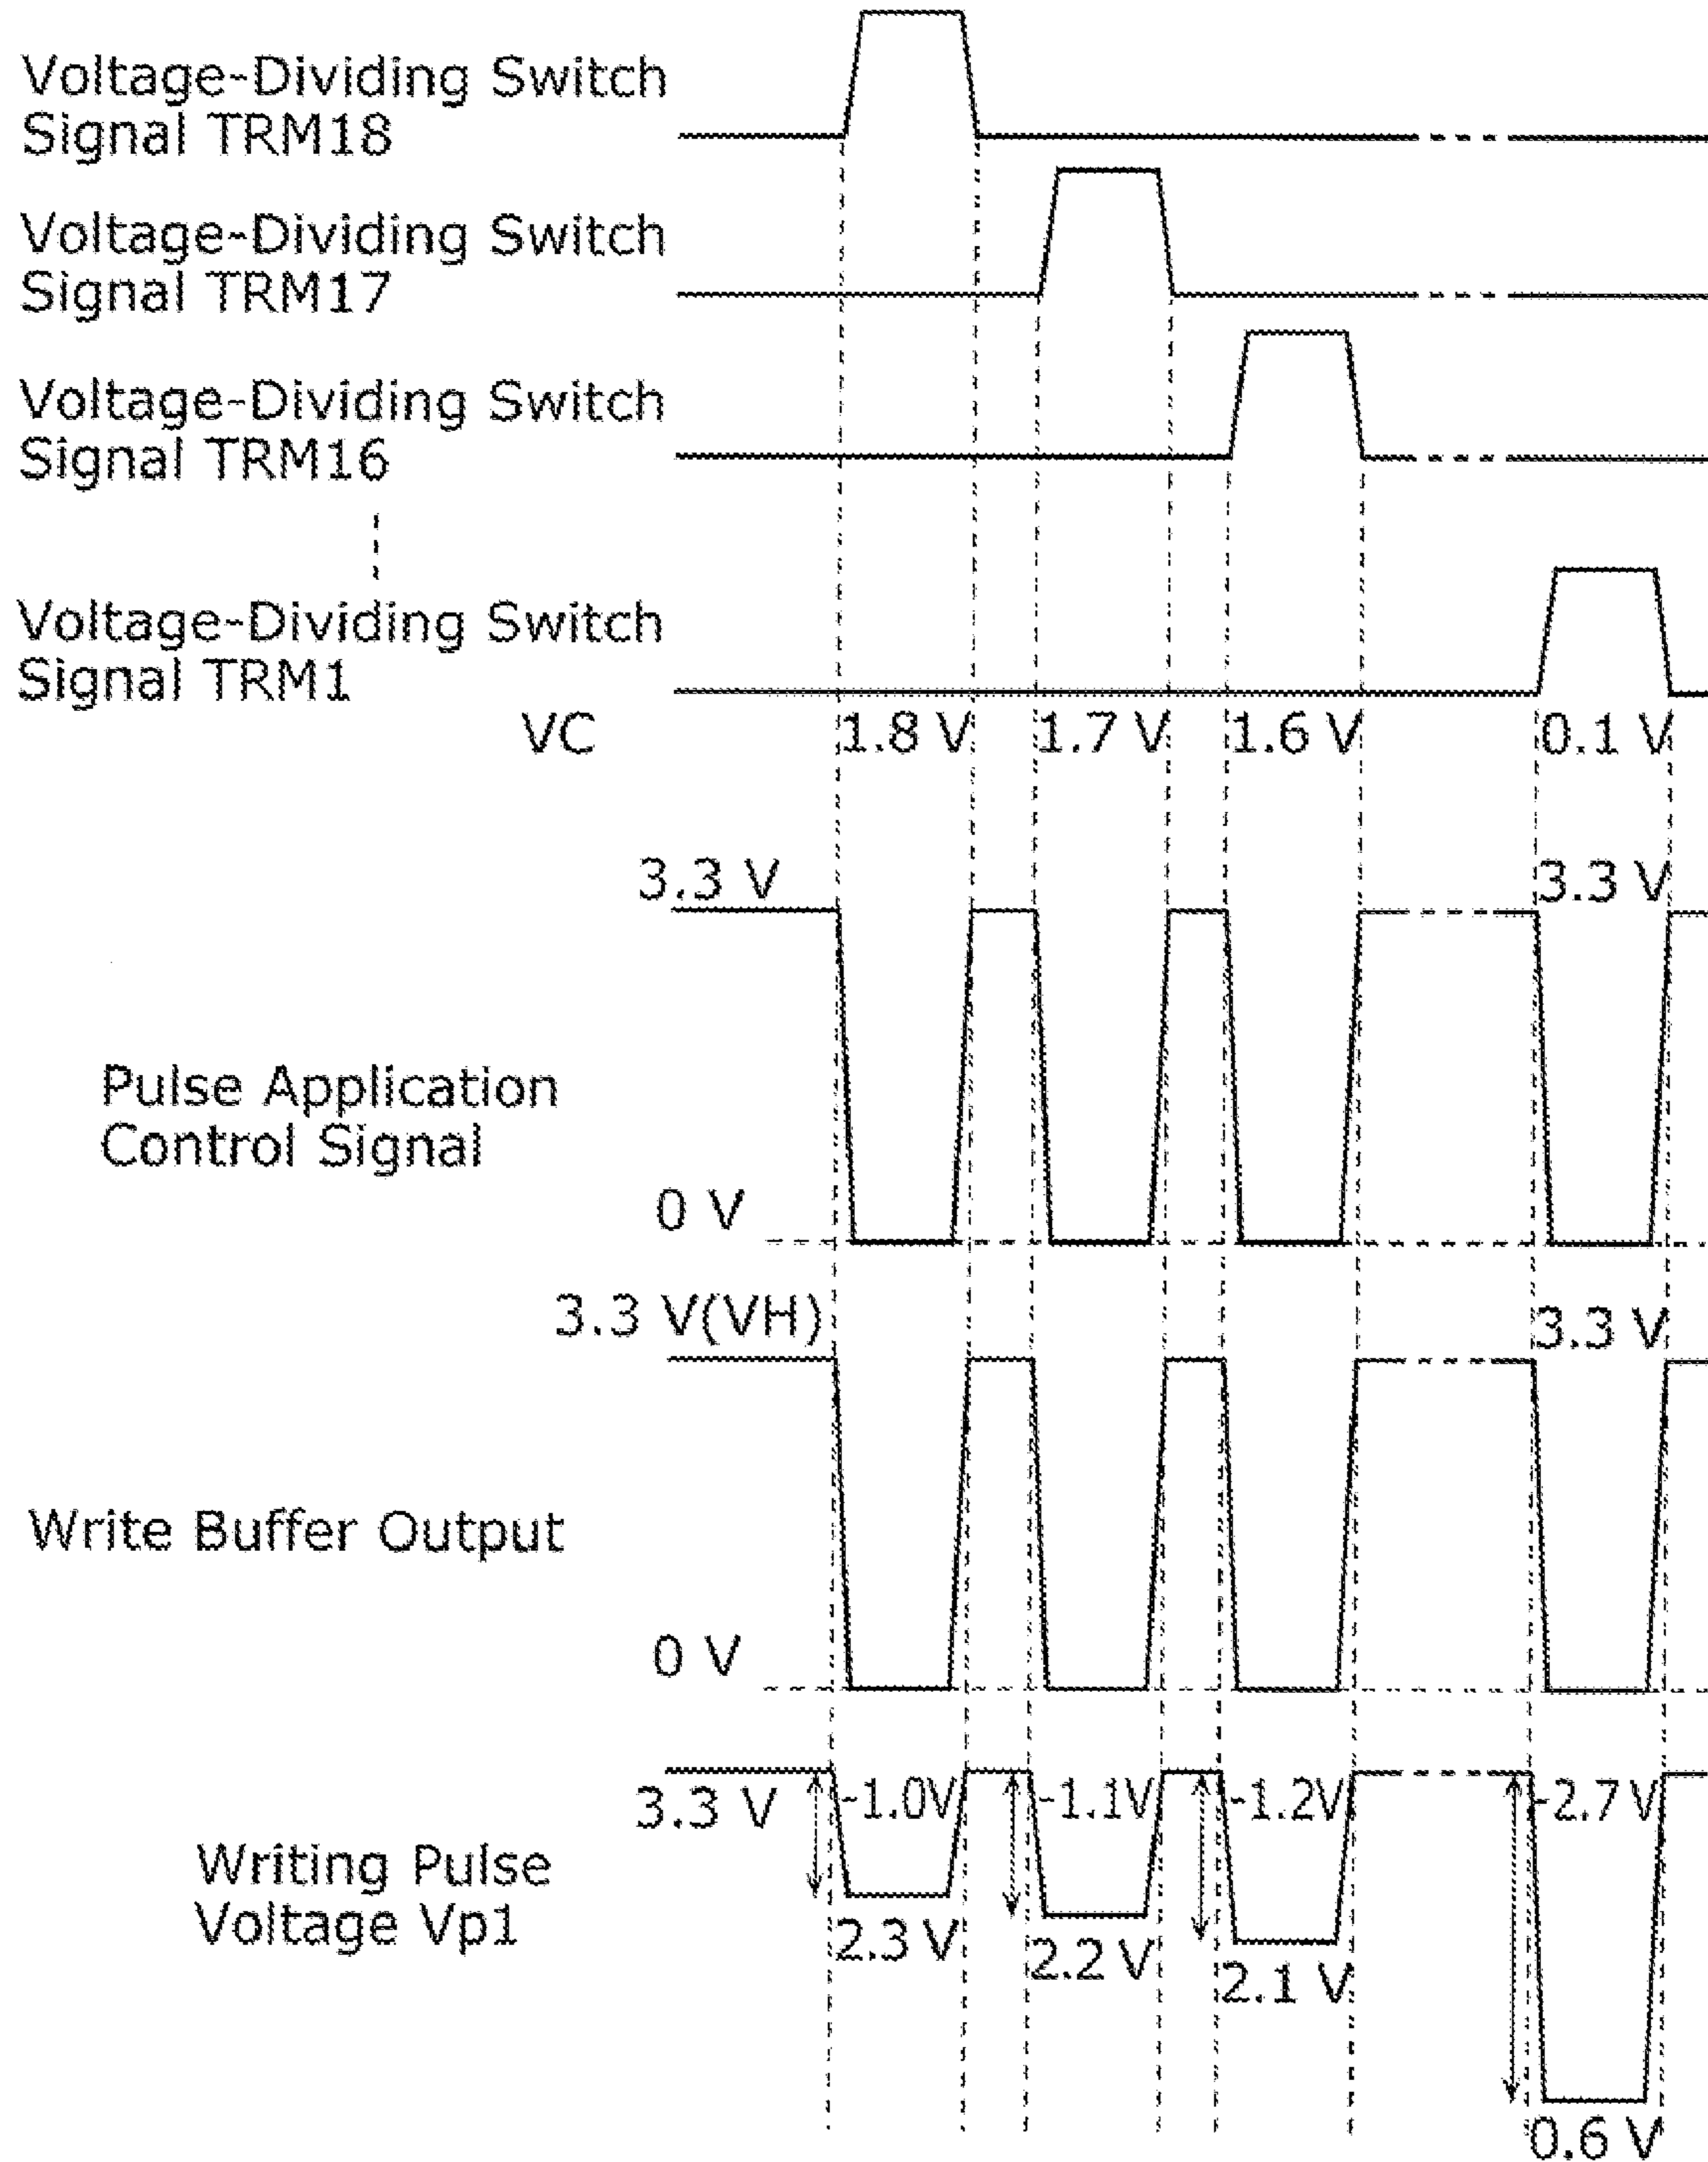 Voltage-Dividing Switch
Signal TRM18
Voltage-Dividing Switch
Signal TRM17
Voltage-Dividing Switch
Signal TRM16
Voltage-Dividing Switch
Signal TRM1
VC 1.8 V 1.7 V 1.6 V 0.1 V
3.3 V 3.3 V
Pulse Application
Control Signal
0 V
3.3 V(VH) 3.3 V
Write Buffer Output
0 V
3.3 V -1.0V -1.1V -1.2V -2.7 V
Writing Pulse
Voltage Vp1
2.3 V 2.2 V 2.1 V
0.6 V